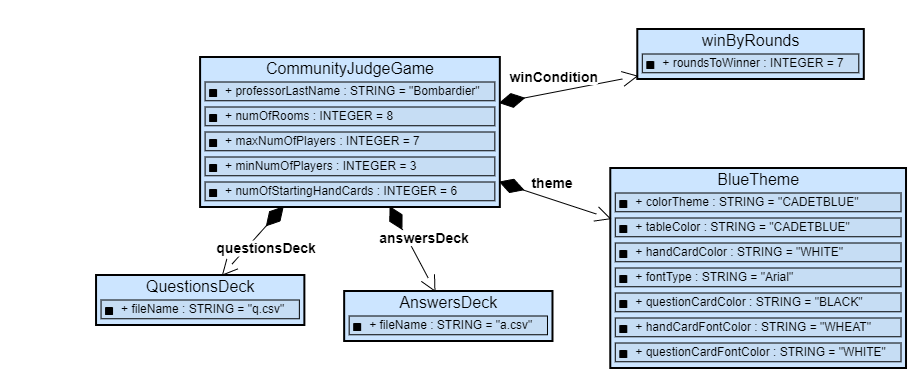 winByRounds
+ roundsToWinner : INTEGER = 7
CommunityJudgeGame
+ professorLastName : STRING = "Bombardier"
+ numOfRooms : INTEGER = 8
+ maxNumOfPlayers : INTEGER = 7
+ minNumOfPlayers : INTEGER = 3
+ numOfStartingHandCards : INTEGER = 6
winCondition
theme
BlueTheme
+ colorTheme : STRING = "CADETBLUE"
+ tableColor : STRING = "CADETBLUE"
+ handCardColor : STRING = "WHITE"
+ fontType : STRING = "Arial"
+ questionCardColor : STRING = "BLACK"
+ handCardFontColor : STRING = "WHEAT"
+ questionCardFontColor : STRING = "WHITE"
questionsDeck
answersDeck
QuestionsDeck
+ fileName : STRING = "q.csv"
AnswersDeck
+ fileName : STRING = "a.csv"